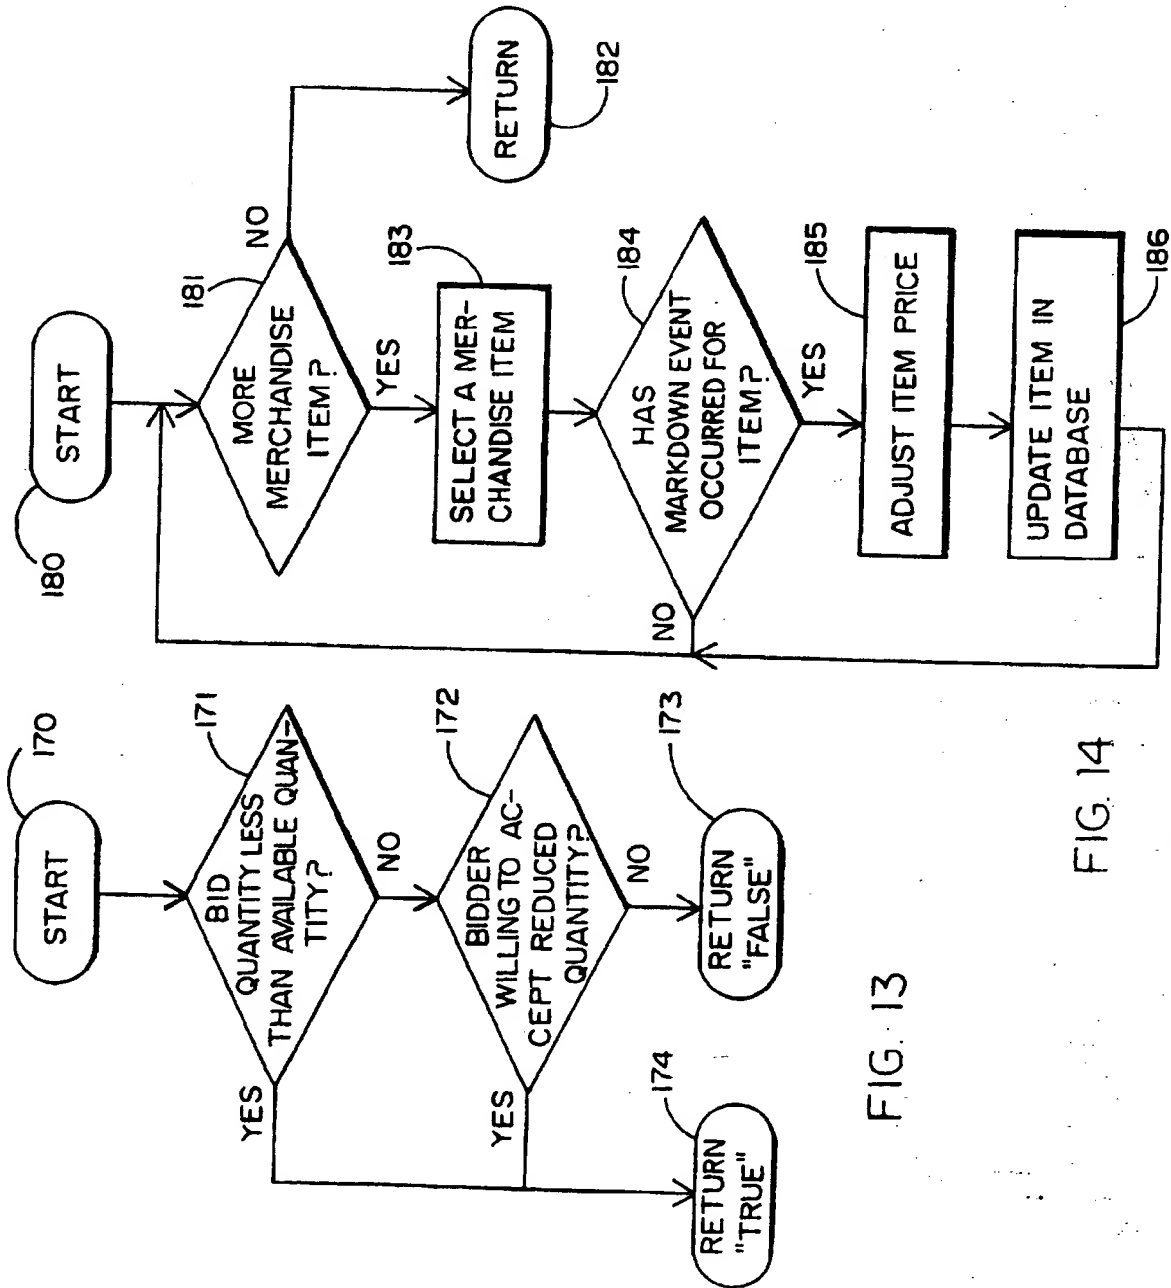 170
START
171
BID
QUANTITY LESS
THAN AVAILABLE QUAN-
TITY?
YES
NO
172
BIDDER
WILLING TO AC-
CEPT REDUCED
QUANTITY?
YES
NO
174
RETURN
"TRUE"
173
RETURN
"FALSE"
FIG. 13
180
START
181
MORE
MERCHANDISE
ITEM?
NO
YES
RETURN
182
183
SELECT A MER-
CHANDISE ITEM
184
HAS
MARKDOWN EVENT
OCCURRED FOR
ITEM?
NO
YES
185
ADJUST ITEM PRICE
186
UPDATE ITEM IN
DATABASE
FIG. 14